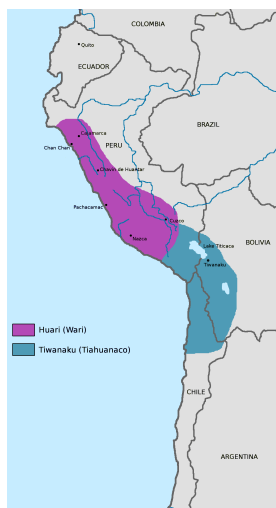 COLOMBIA
Quito
ECUADOR
BRAZIL
Cajamarca
Chan Chan
PERU
Chavin de Huantar
Pachacamac
Cusco
Nazca
Lake Titicaca
BOLIVIA
Tiwanaku
Huari (Wari)
Tiwanaku (Tiahuanaco)
CHILE
ARGENTINA